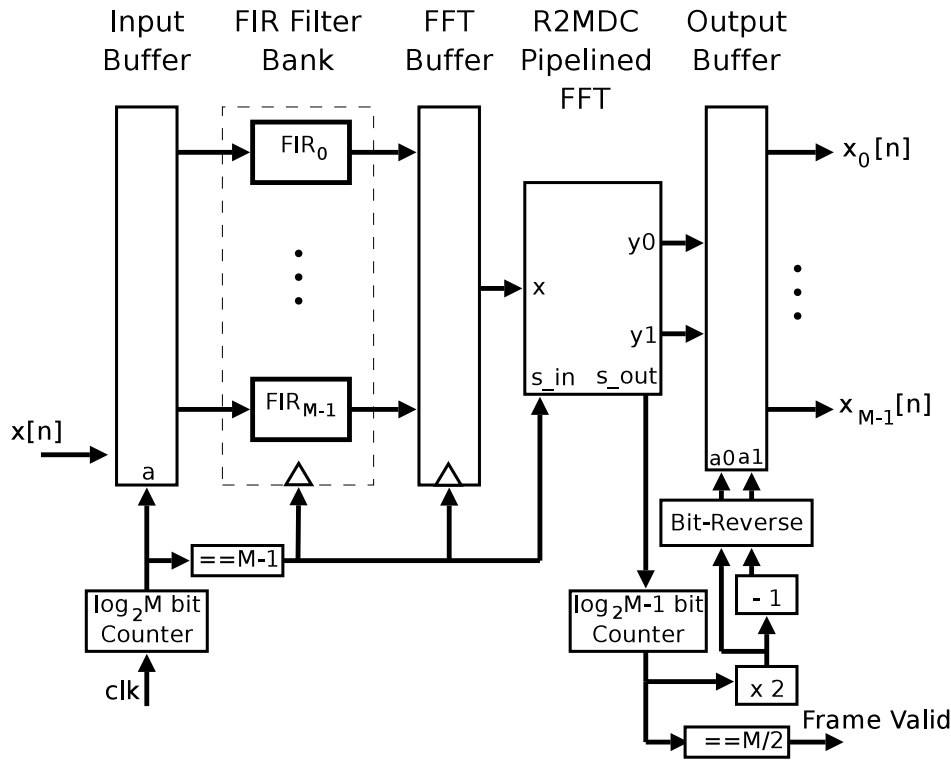 Input
Buffer
FIR Filter
Bank
FFT
Buffer
R2MDC
Pipelined
FFT
Output
Buffer
FIR₀
x₀[n]
y0
x
y1
s_in
s_out
FIR_M-1
x_M-1[n]
x[n]
a
a0
a1
Bit-Reverse
==M-1
log₂M bit
Counter
clk
log₂M-1 bit
Counter
- 1
x 2
==M/2
Frame Valid